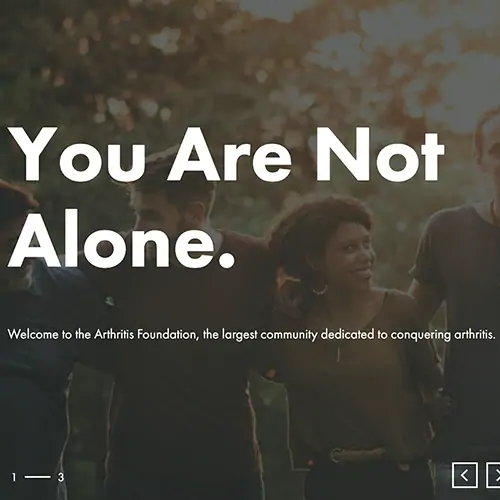 You Are Not
Alone.
Welcome to the Arthritis Foundation, the largest community dedicated to conquering arthritis.
1 — 3